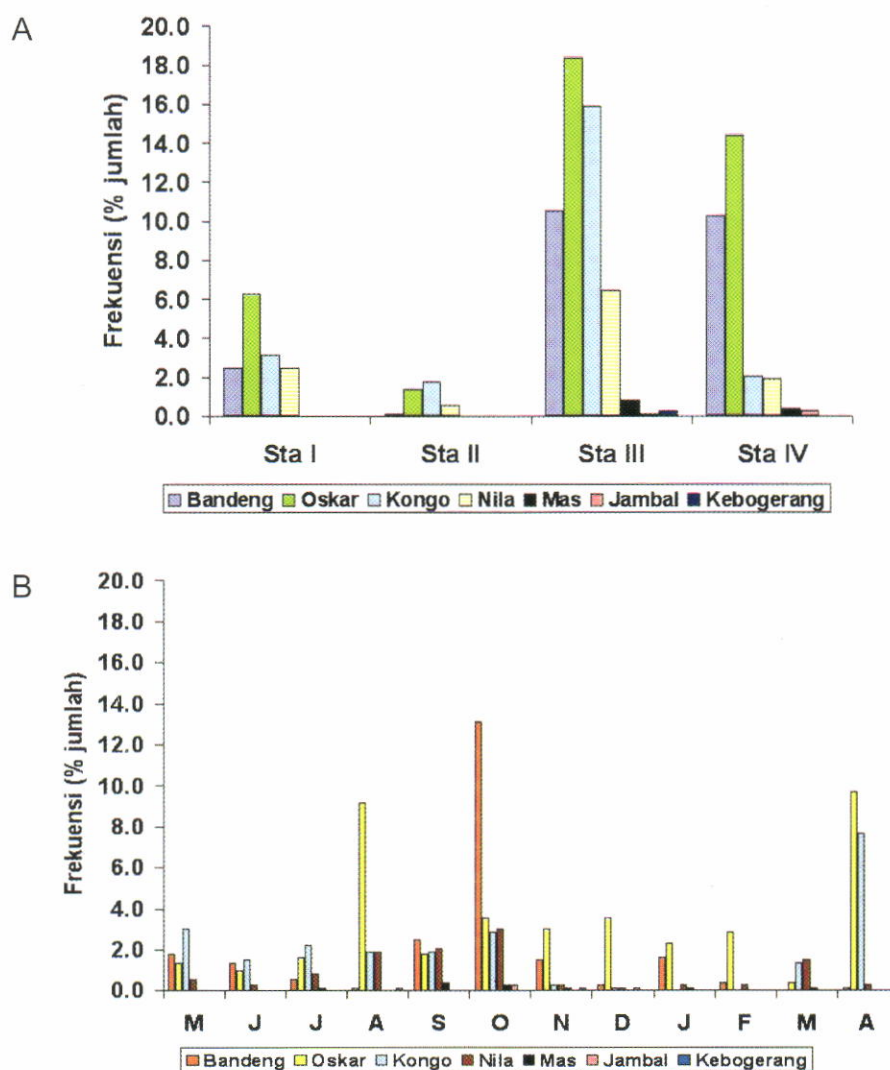 A
Frekuensi (% jumlah)
20.0
18.0
16.0
14.0
12.0
10.0
8.0
6.0
4.0
2.0
0.0
Sta I Sta II Sta III Sta IV
Bandeng Oskar Kongo Nila Mas Jambal Kebogerang
B
Frekuensi (% jumlah)
20.0
18.0
16.0
14.0
12.0
10.0
8.0
6.0
4.0
2.0
0.0
M J J A S O N D J F M A
Bandeng Oskar Kongo Nila Mas Jambal Kebogerang